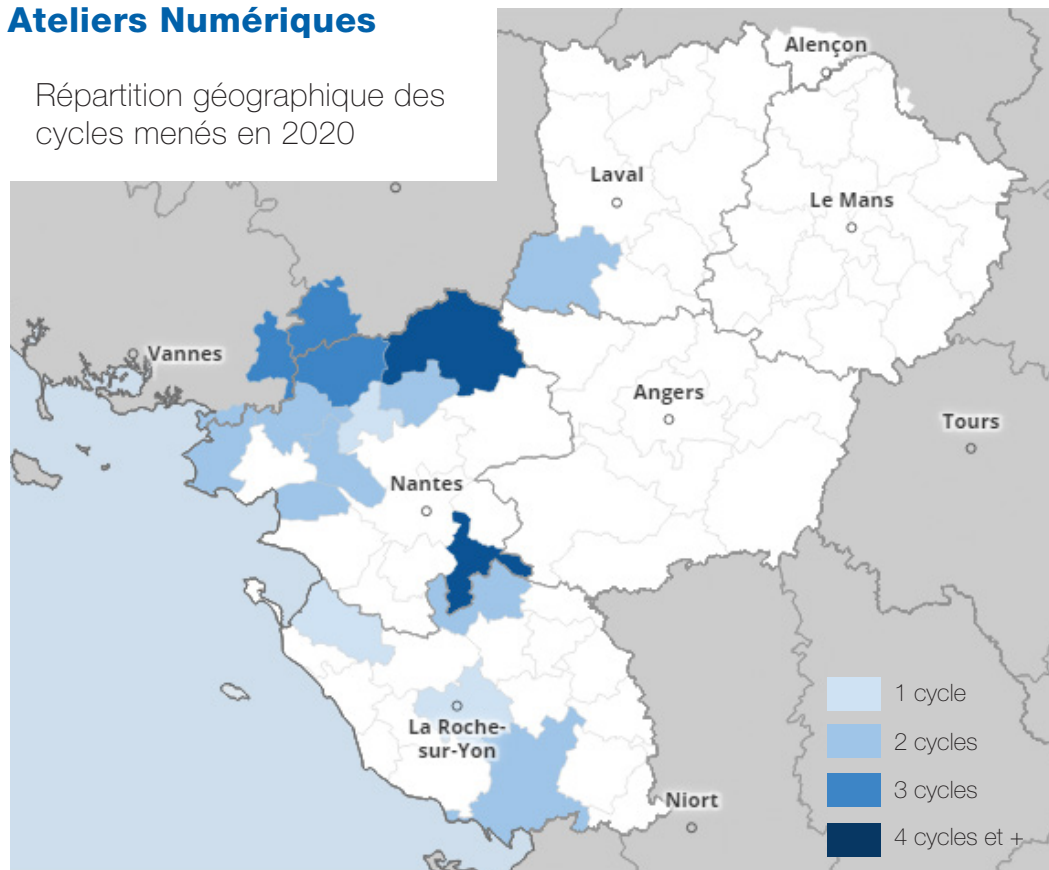 Ateliers Numériques
Répartition géographique des
cycles menés en 2020
Alençon
Laval
Le Mans
Vannes
Angers
Tours
Nantes
La Roche-
sur-Yon
Niort
1 cycle
2 cycles
3 cycles
4 cycles et +